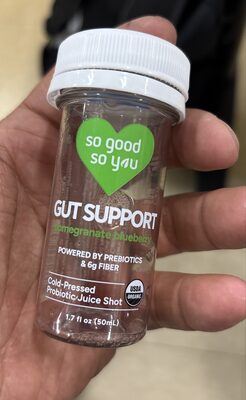 so good
so you
GUT SUPPORT
pomegranate blueberry
POWERED BY PREBIOTICS
& 6g FIBER
Cold-Pressed
Probiotic Juice Shot
USDA
ORGANIC
1.7 fl oz (50mL)